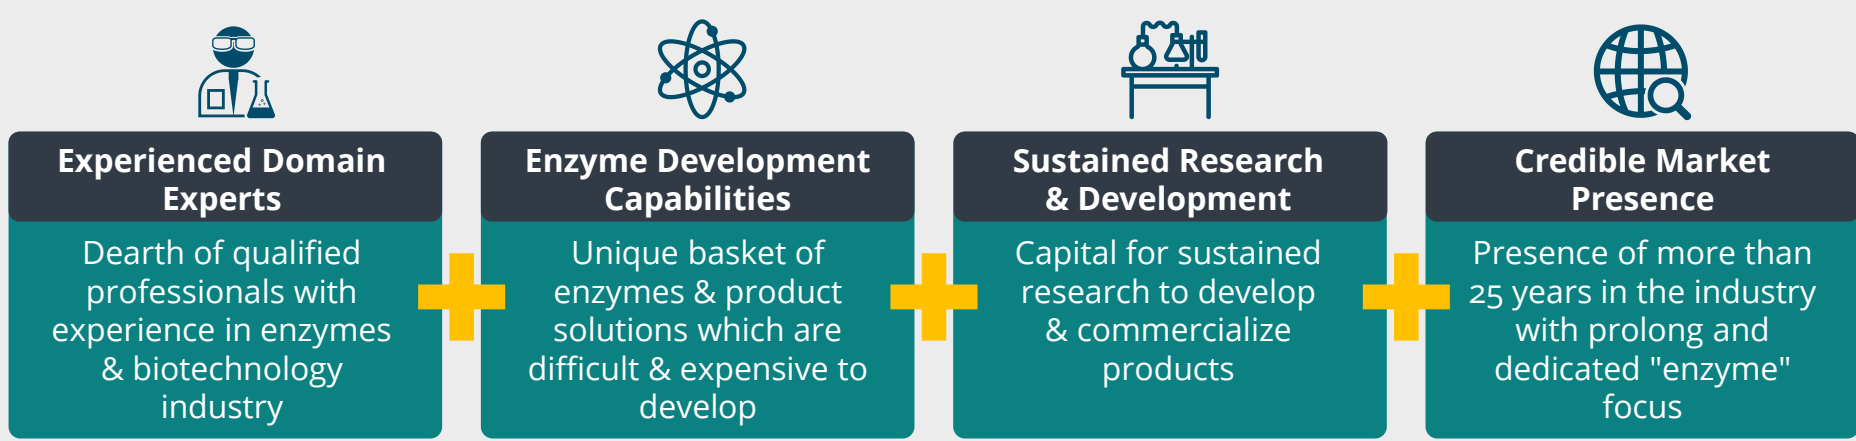 Experienced Domain
Experts
Dearth of qualified
professionals with
experience in enzymes
& biotechnology
industry
Enzyme Development
Capabilities
Unique basket of
enzymes & product
solutions which are
difficult & expensive to
develop
Sustained Research
& Development
Capital for sustained
research to develop
& commercialize
products
Credible Market
Presence
Presence of more than
25 years in the industry
with prolong and
dedicated "enzyme"
focus